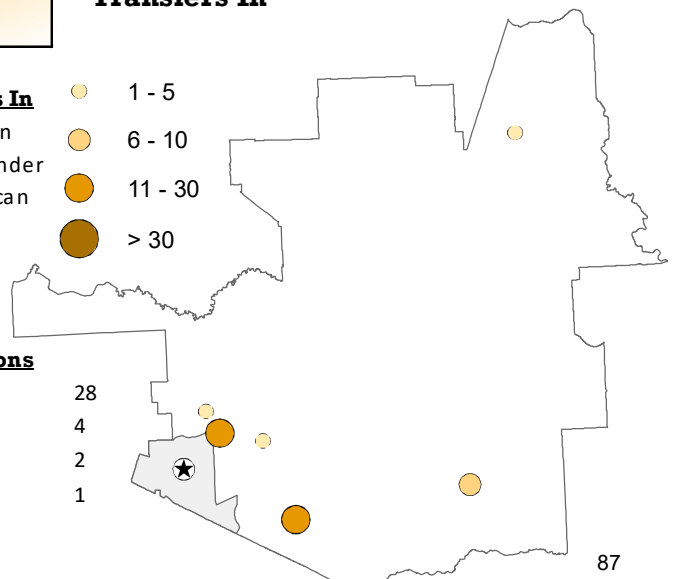 Transfers In
s In
1 - 5
n
6 - 10
nder
11 - 30
can
> 30
ons
28
4
2
1
87